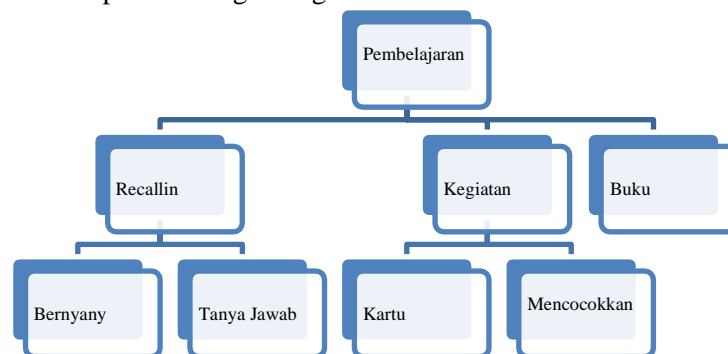 Pembelajaran
Recallin
Kegiatan
Buku
Bernyany
Tanya Jawab
Kartu
Mencocokkan